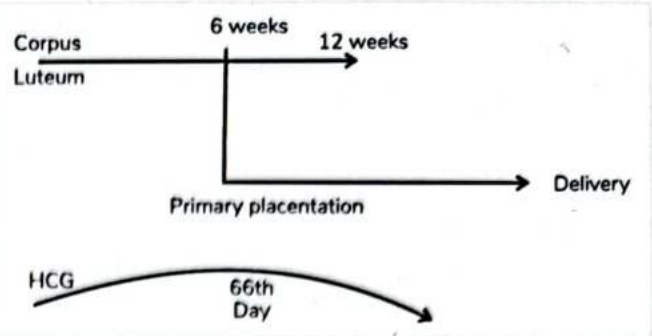 6 weeks
Corpus
12 weeks
Luteum
Delivery
Primary placentation
HCG
66th
Day